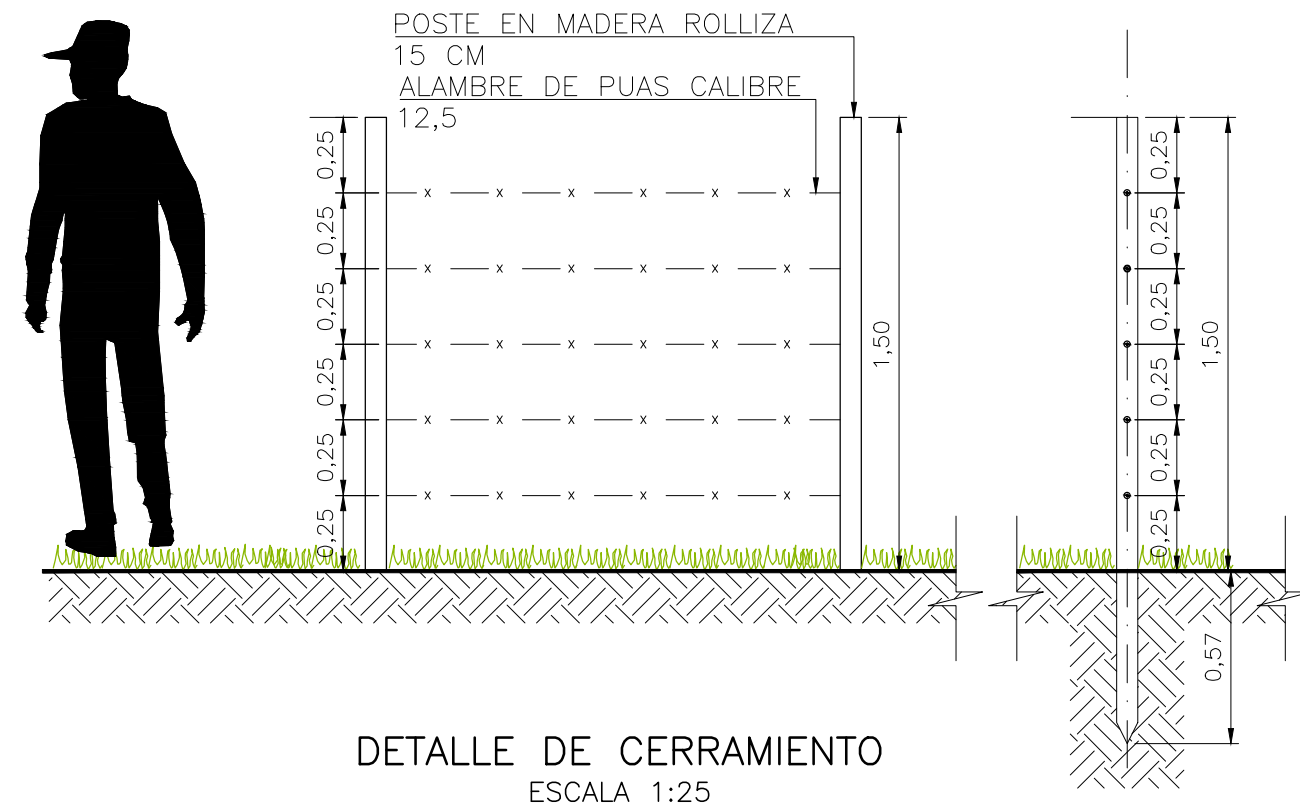 POSTE EN MADERA ROLLIZA
15 CM
ALAMBRE DE PUAS CALIBRE
12,5
0,25
0,25
0,25
0,25
0,25
0,25
1,50
0,25
0,25
0,25
0,25
0,25
0,25
1,50
0,57
x x x x x x
x x x x x x
x x x x x x
x x x x x x
x x x x x x
DETALLE DE CERRAMIENTO
ESCALA 1:25